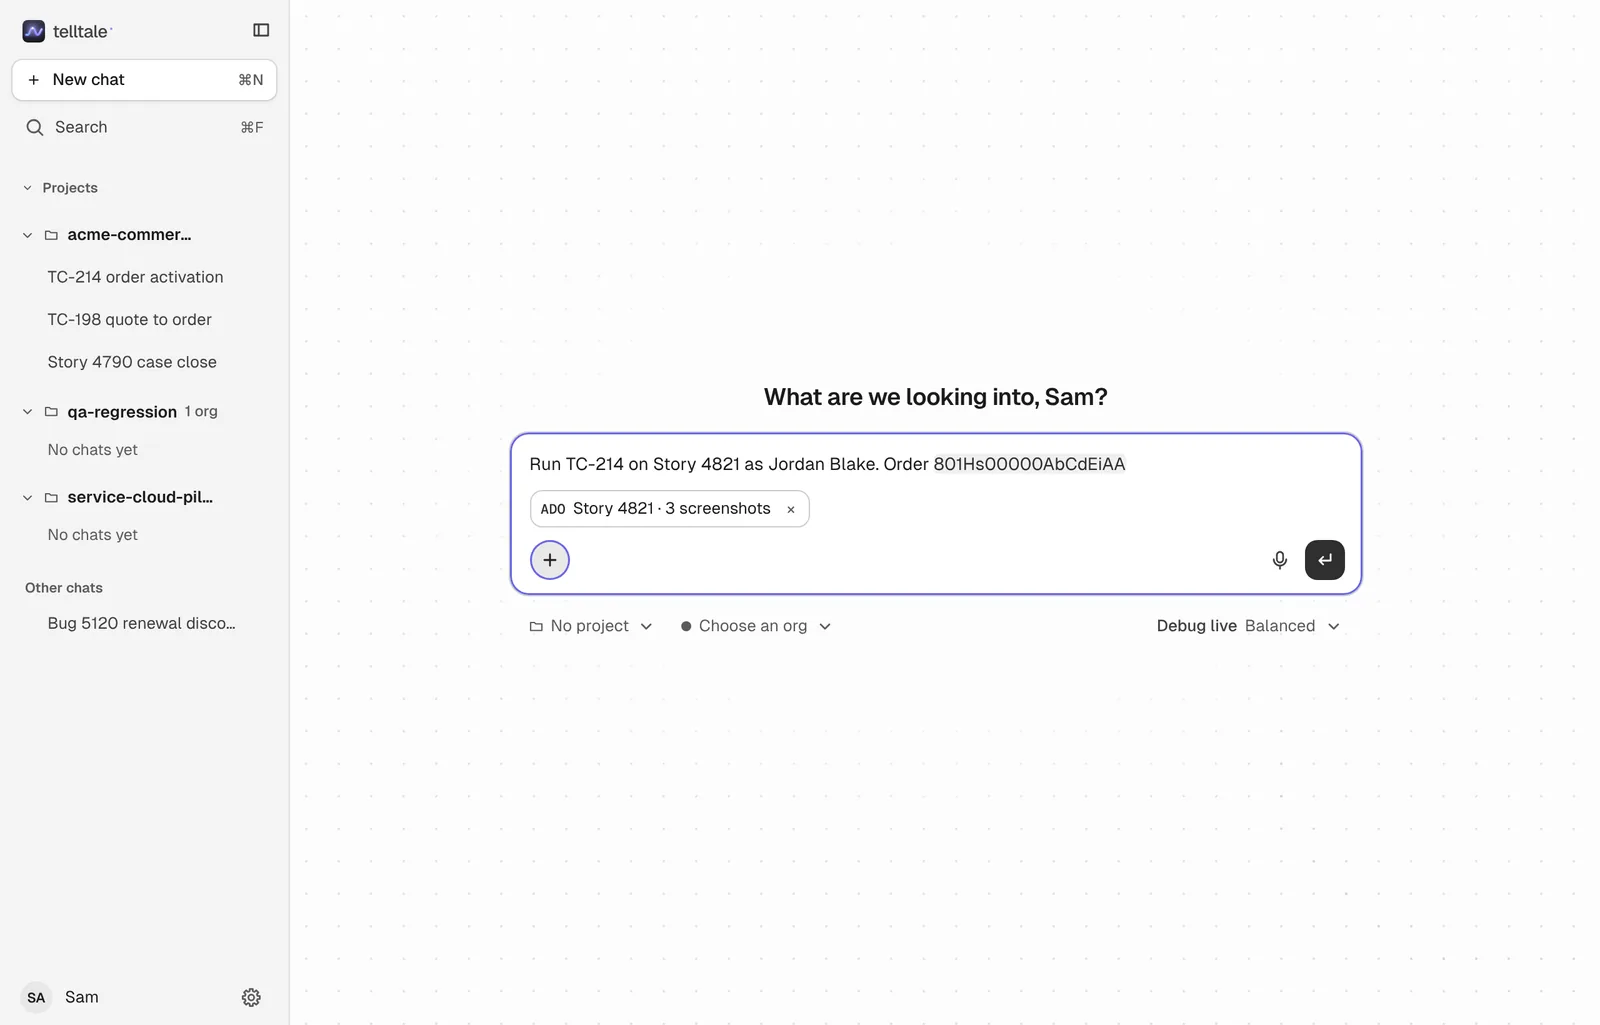 telltale
+ New chat ⌘N
Search ⌘F
Projects
acme-commer...
TC-214 order activation
TC-198 quote to order
Story 4790 case close
qa-regression 1 org
No chats yet
service-cloud-pil...
No chats yet
Other chats
Bug 5120 renewal disco...
SA Sam
What are we looking into, Sam?
Run TC-214 on Story 4821 as Jordan Blake. Order 801Hs00000AbCdEiAA
ADO Story 4821 · 3 screenshots ×
+
No project Choose an org Debug live Balanced